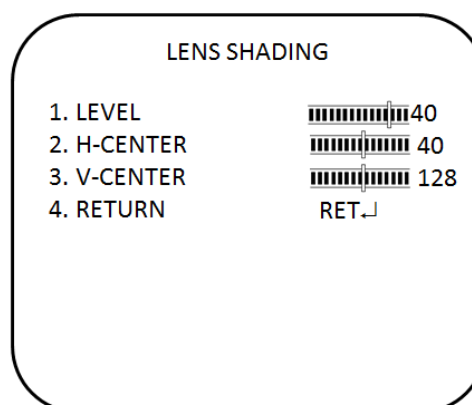 LENS SHADING
1. LEVEL 40
2. H-CENTER 40
3. V-CENTER 128
4. RETURN RET↵